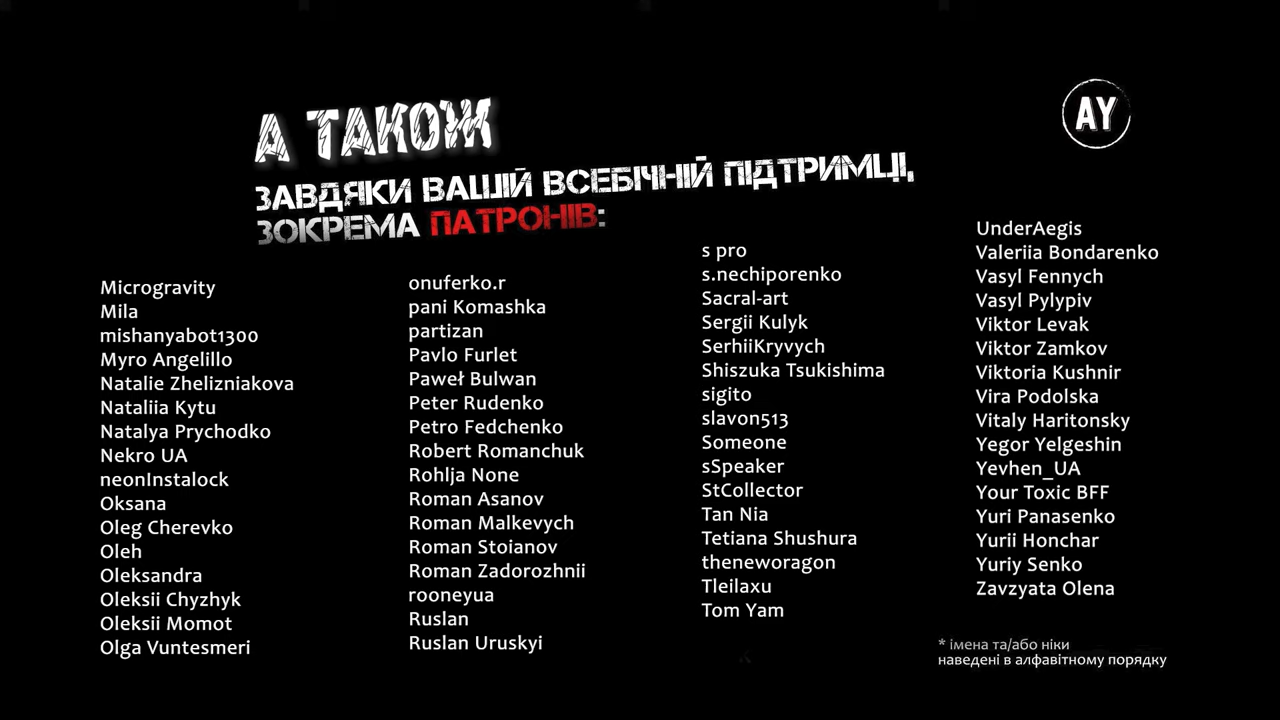 А ТАКОЖ
ЗАВДЯКИ ВАШІЙ ВСЕБІЧНІЙ ПІДТРИМЦІ,
ЗОКРЕМА ПАТРОНІВ:
AY
Microgravity
Mila
mishanyabot1300
Myro Angelillo
Natalie Zhelizniakova
Nataliia Kytu
Natalya Prychodko
Nekro UA
neonInstalock
Oksana
Oleg Cherevko
Oleh
Oleksandra
Oleksii Chyzhyk
Oleksii Momot
Olga Vuntesmeri
onuferko.r
pani Komashka
partizan
Pavlo Furlet
Paweł Bulwan
Peter Rudenko
Petro Fedchenko
Robert Romanchuk
Rohlja None
Roman Asanov
Roman Malkevych
Roman Stoianov
Roman Zadorozhnii
rooneyua
Ruslan
Ruslan Uruskyi
s pro
s.nechiporenko
Sacral-art
Sergii Kulyk
SerhiiKryvych
Shiszuka Tsukishima
sigito
slavon513
Someone
sSpeaker
StCollector
Tan Nia
Tetiana Shushura
theneworagon
Tleilaxu
Tom Yam
UnderAegis
Valeriia Bondarenko
Vasyl Fennych
Vasyl Pylypiv
Viktor Levak
Viktor Zamkov
Viktoria Kushnir
Vira Podolska
Vitaly Haritonsky
Yegor Yelgeshin
Yevhen_UA
Your Toxic BFF
Yuri Panasenko
Yurii Honchar
Yuriy Senko
Zavzyata Olena
* імена та/або ніки
наведені в алфавітному порядку